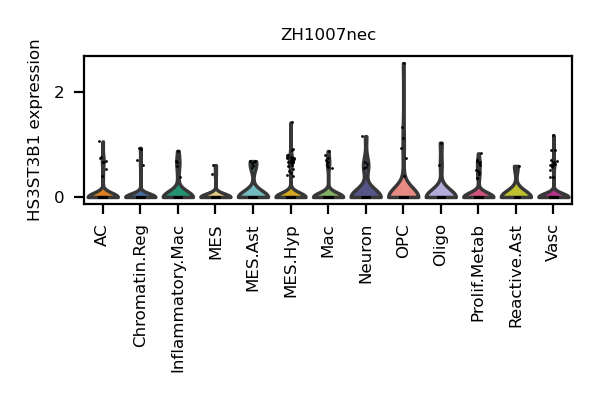 ZH1007nec
HS3ST3B1 expression
2
0
AC
Chromatin.Reg
Inflammatory.Mac
MES
MES.Ast
MES.Hyp
Mac
Neuron
OPC
Oligo
Prolif.Metab
Reactive.Ast
Vasc